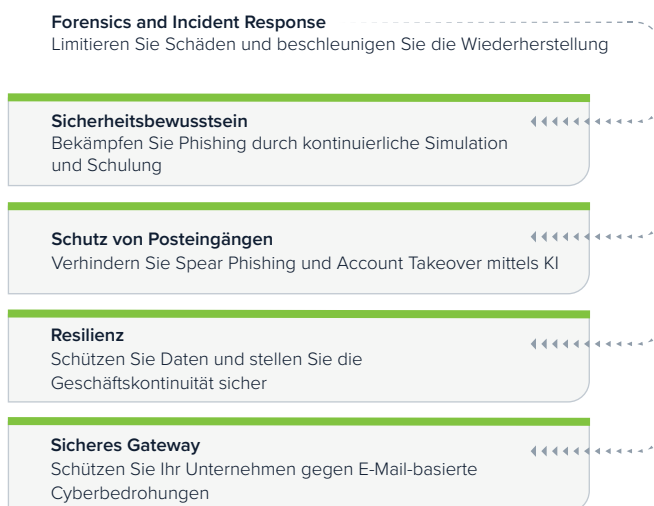 Forensics and Incident Response
Limitieren Sie Schäden und beschleunigen Sie die Wiederherstellung
Sicherheitsbewusstsein
Bekämpfen Sie Phishing durch kontinuierliche Simulation
und Schulung
Schutz von Posteingängen
Verhindern Sie Spear Phishing und Account Takeover mittels KI
Resilienz
Schützen Sie Daten und stellen Sie die
Geschäftskontinuität sicher
Sicheres Gateway
Schützen Sie Ihr Unternehmen gegen E-Mail-basierte
Cyberbedrohungen